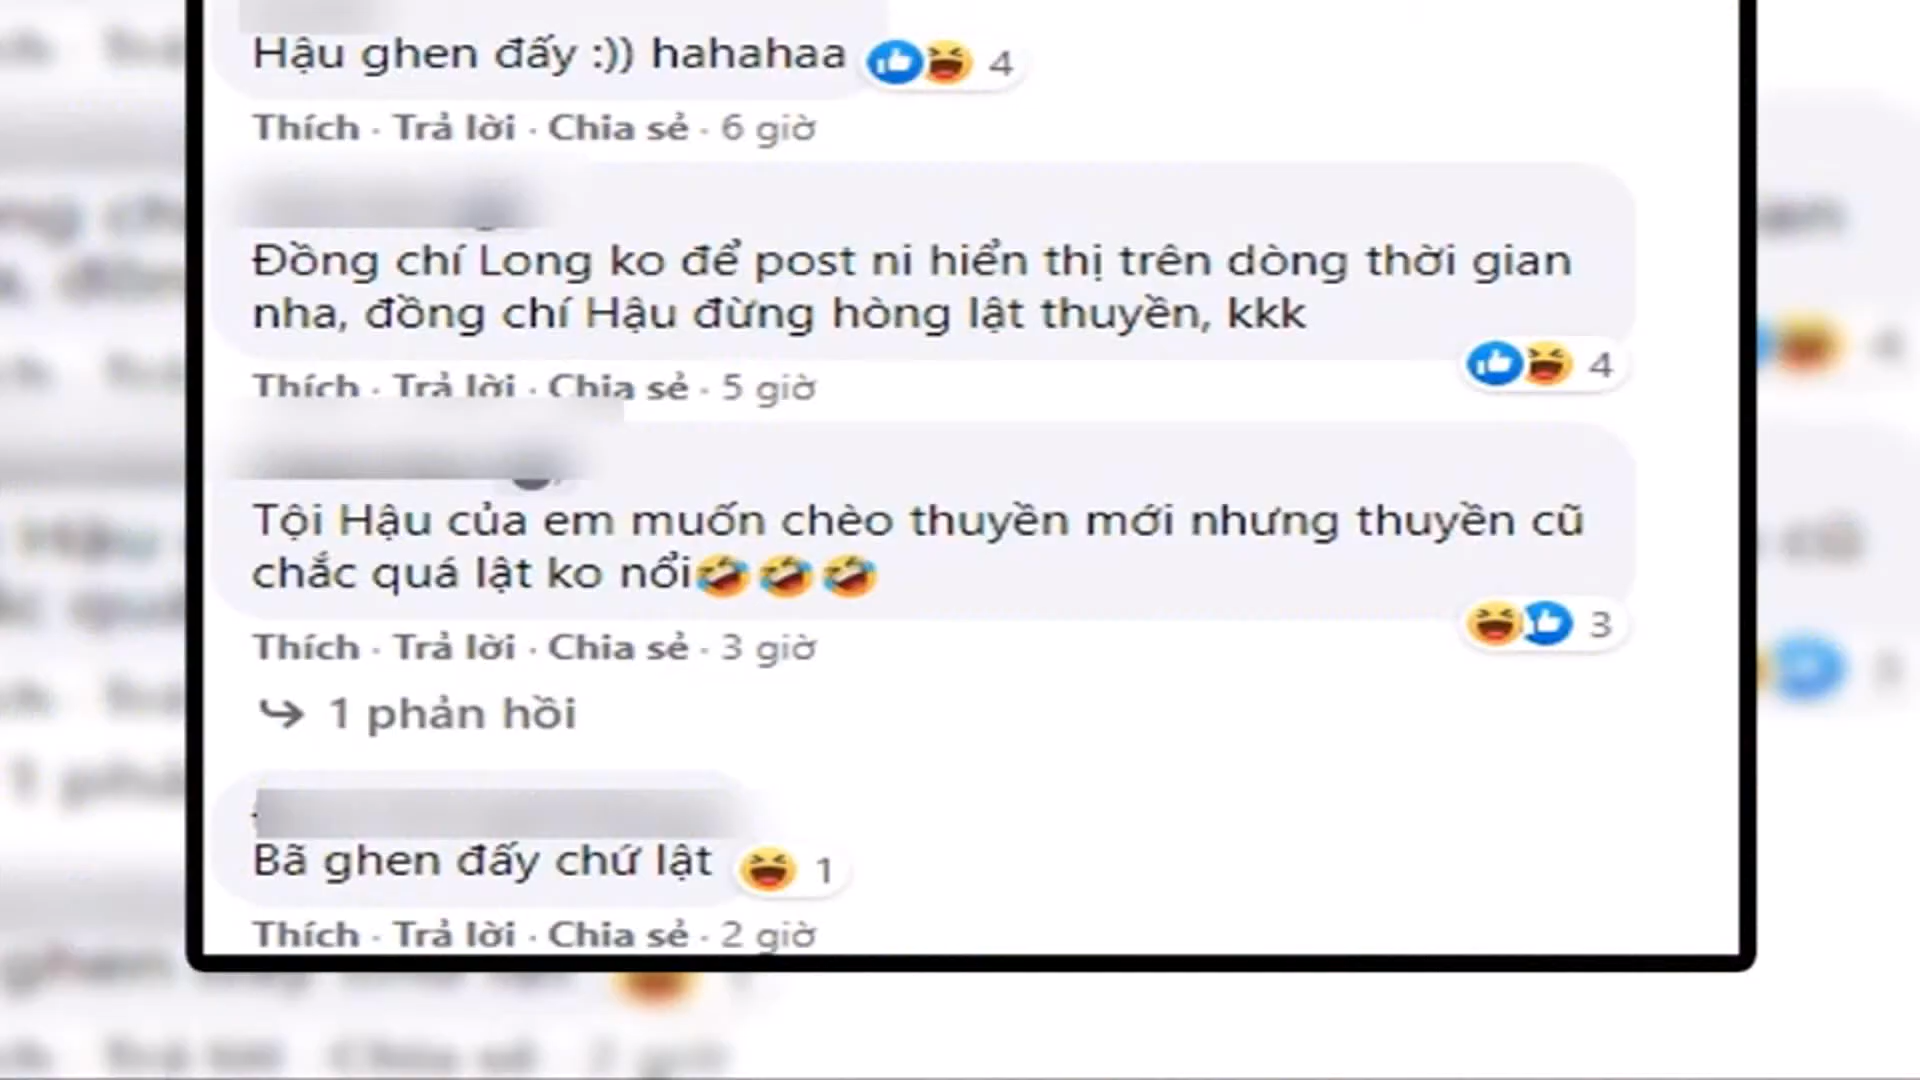 Hậu ghen đấy :)) hahahaa 4
Thích · Trả lời · Chia sẻ · 6 giờ
Đồng chí Long ko để post ni hiển thị trên dòng thời gian
nha, đồng chí Hậu đừng hòng lật thuyền, kkk
4
Thích · Trả lời · Chia sẻ · 5 giờ
Tội Hậu của em muốn chèo thuyền mới nhưng thuyền cũ
chắc quá lật ko nổi🤣🤣🤣
3
Thích · Trả lời · Chia sẻ · 3 giờ
1 phản hồi
Bã ghen đấy chứ lật 1
Thích · Trả lời · Chia sẻ · 2 giờ